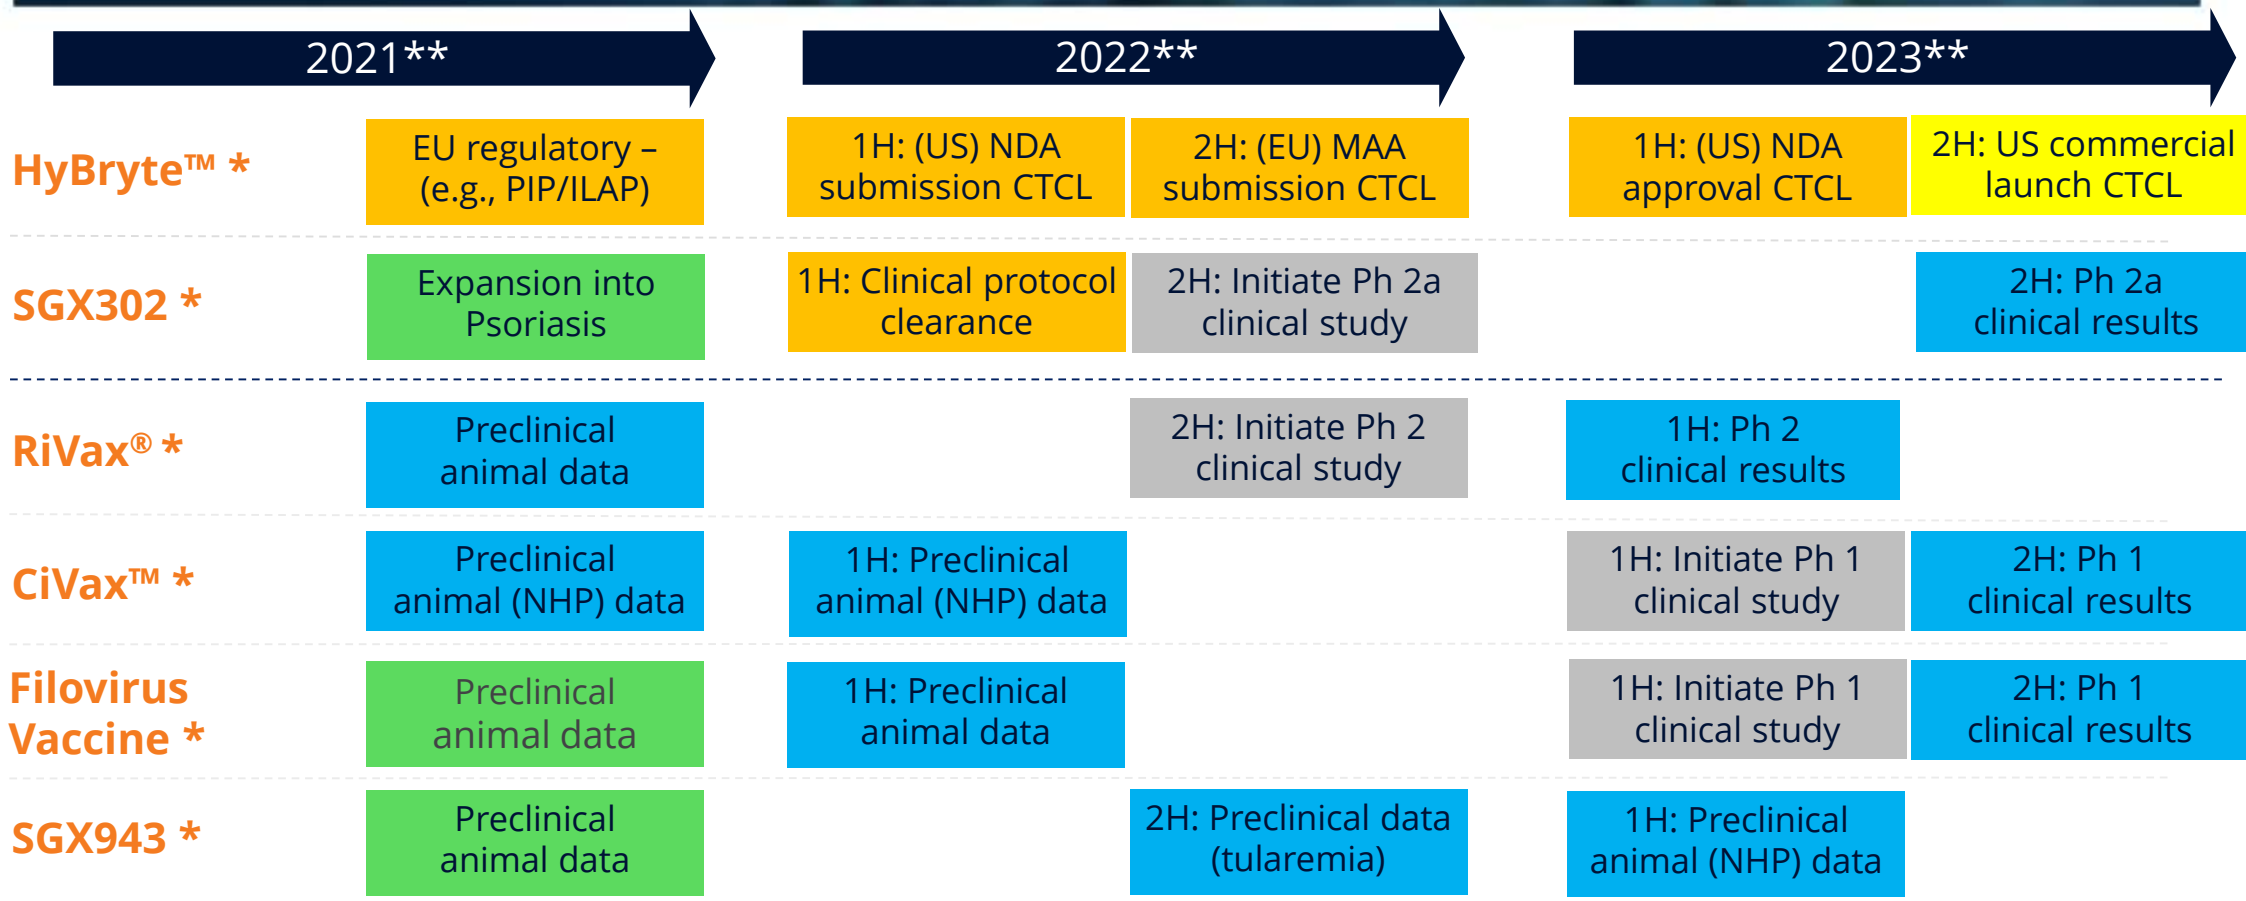 2021**
2022**
2023**
HyBryte™ *
EU regulatory –
(e.g., PIP/ILAP)
1H: (US) NDA
submission CTCL
2H: (EU) MAA
submission CTCL
1H: (US) NDA
approval CTCL
2H: US commercial
launch CTCL
SGX302 *
Expansion into
Psoriasis
1H: Clinical protocol
clearance
2H: Initiate Ph 2a
clinical study
2H: Ph 2a
clinical results
RiVax® *
Preclinical
animal data
2H: Initiate Ph 2
clinical study
1H: Ph 2
clinical results
CiVax™ *
Preclinical
animal (NHP) data
1H: Preclinical
animal (NHP) data
1H: Initiate Ph 1
clinical study
2H: Ph 1
clinical results
Filovirus
Vaccine *
Preclinical
animal data
1H: Preclinical
animal data
1H: Initiate Ph 1
clinical study
2H: Ph 1
clinical results
SGX943 *
Preclinical
animal data
2H: Preclinical data
(tularemia)
1H: Preclinical
animal (NHP) data